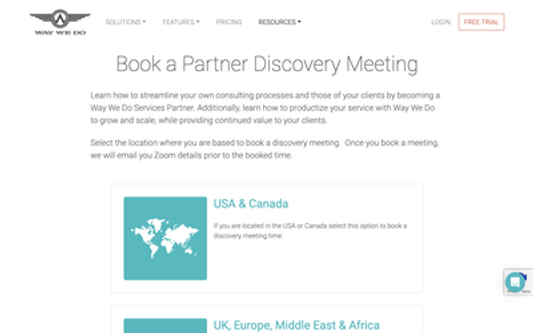 WAY WE DO
SOLUTIONS
FEATURES
PRICING
RESOURCES
LOGIN
FREE TRIAL
Book a Partner Discovery Meeting
Learn how to streamline your own consulting processes and those of your clients by becoming a
Way We Do Services Partner. Additionally, learn how to productize your service with Way We Do
to grow and scale, while providing continued value to your clients.
Select the location where you are based to book a discovery meeting.  Once you book a meeting,
we will email you Zoom details prior to the booked time.
USA & Canada
If you are located in the USA or Canada select this option to book a
discovery meeting time.
UK, Europe, Middle East & Africa